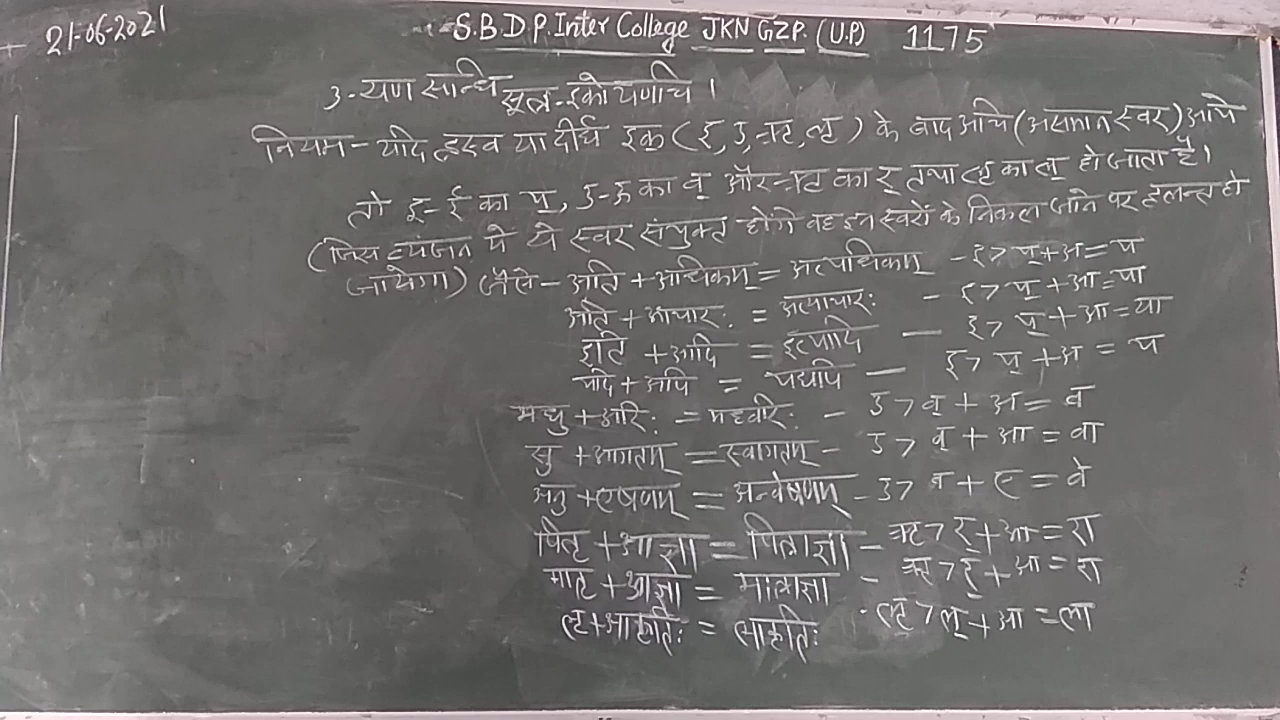 21-06-2021
S.B.D.P. Inter College JKN GZP. (U.P) 1175
3-यण सन्धि सूत्र-इको यणचि ।
नियम- यदि ह्रस्व या दीर्घ इक (इ, उ, ऋ, लृ) के बाद अचि (असमान स्वर) आये
तो इ-ई का य्, उ-ऊ का व् और ऋ का र् तथा लृ का ल् हो जाता है।
(जिस व्यंजन में ये स्वर संयुक्त होंगे वह इन स्वरों के निकल जाने पर हलन्त हो
जायेगा) जैसे- अति + अधिकम् = अत्यधिकम् - इ > य् + अ = य
अति + आचारः = अत्याचारः - इ > य् + आ = या
इति + आदि = इत्यादि - इ > य् + आ = या
यदि + अपि = यद्यपि - इ > य् + अ = य
मधु + अरिः = मध्वरिः - उ > व् + अ = व
सु + आगतम् = स्वागतम् - उ > व् + आ = वा
अनु + एषणम् = अन्वेषणम् - उ > व + ए = वे
पितृ + आज्ञा = पित्राज्ञा - ऋ > र् + आ = रा
मातृ + आज्ञा = मात्राज्ञा - ऋ > र् + आ = रा
लृ + आकृतिः = लाकृतिः - लृ > ल् + आ = ला